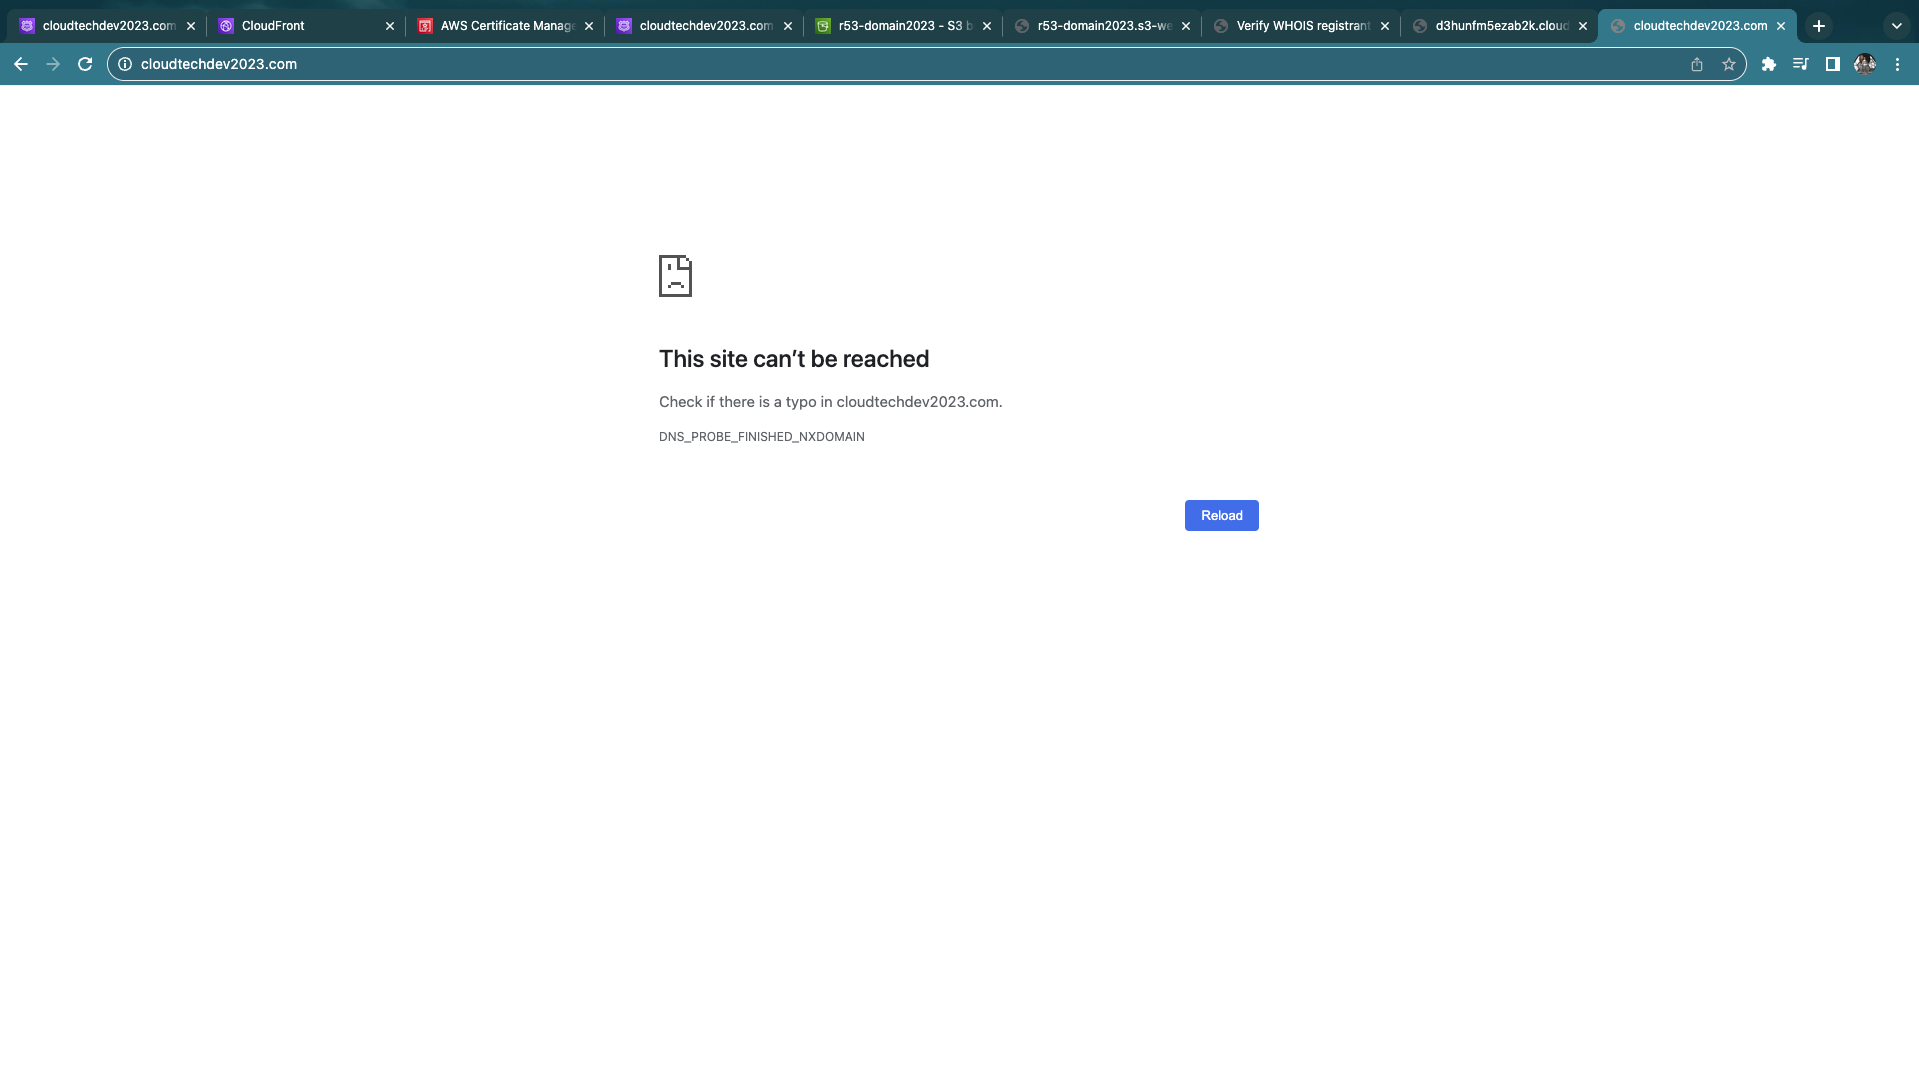 cloudtechdev2023.com
CloudFront
AWS Certificate Manage
cloudtechdev2023.com
r53-domain2023 - S3 b
r53-domain2023.s3-we
Verify WHOIS registrant
d3hunfm5ezab2k.cloud
cloudtechdev2023.com
cloudtechdev2023.com
This site can’t be reached
Check if there is a typo in cloudtechdev2023.com.
DNS_PROBE_FINISHED_NXDOMAIN
Reload